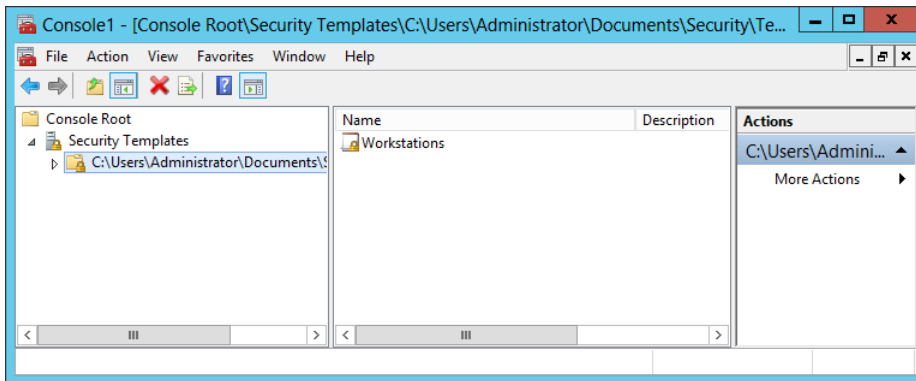 Console1 - [Console Root\Security Templates\C:\Users\Administrator\Documents\Security\Te...
File Action View Favorites Window Help
Console Root
Security Templates
C:\Users\Administrator\Documents\S
Name Description
Workstations
Actions
C:\Users\Admini...
More Actions